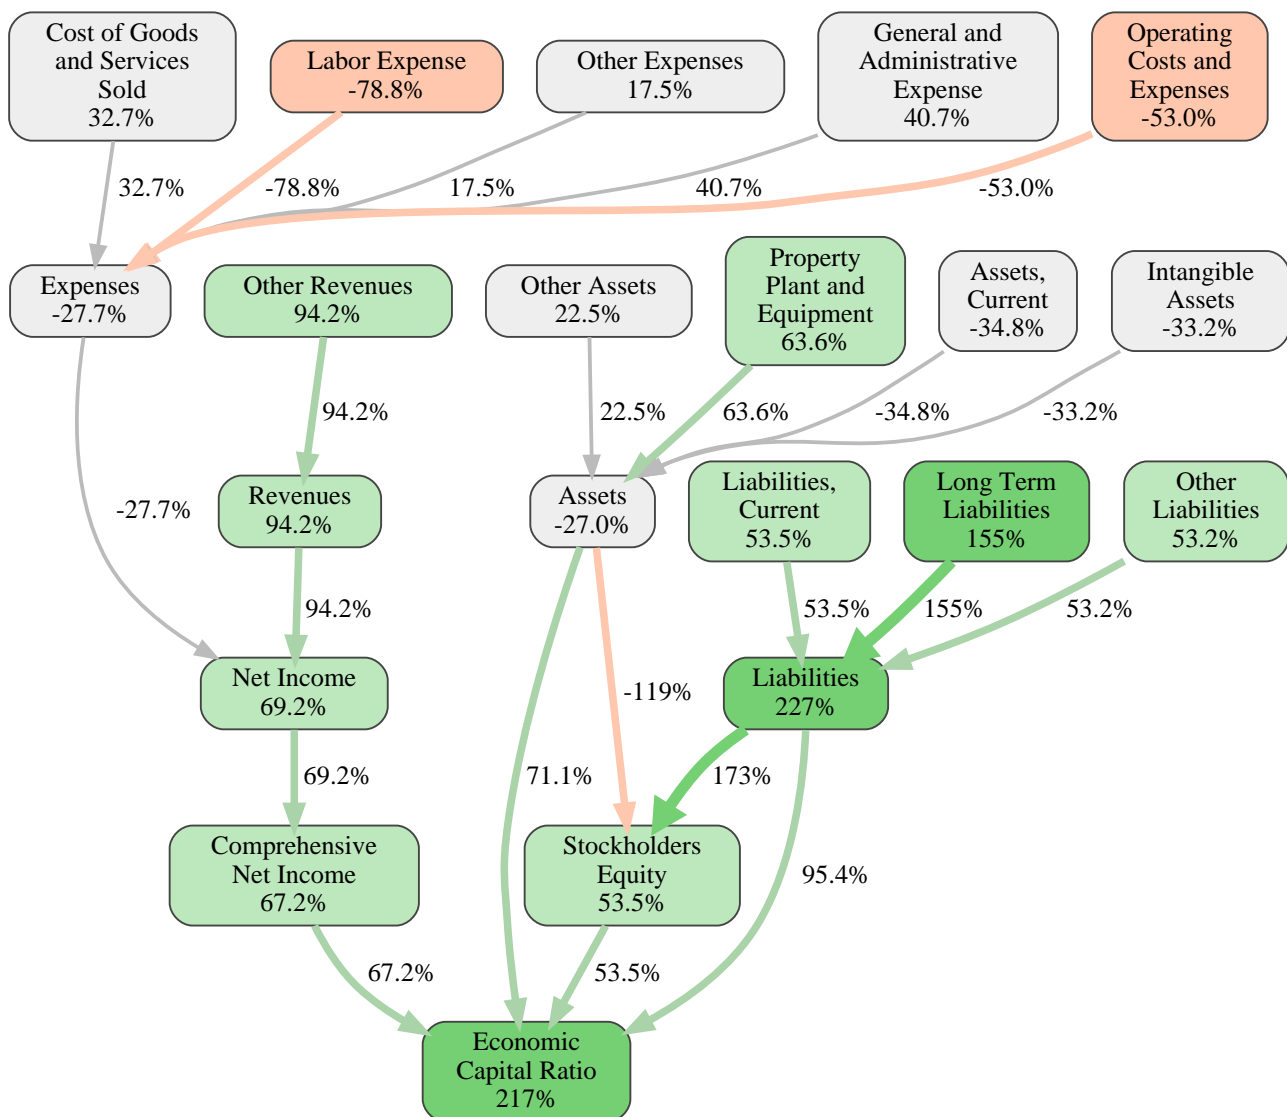 Cost of Goods
and Services
Sold
32.7%
Labor Expense
-78.8%
Other Expenses
17.5%
General and
Administrative
Expense
40.7%
Operating
Costs and
Expenses
-53.0%
32.7%
-78.8%
17.5%
40.7%
-53.0%
Expenses
-27.7%
Other Revenues
94.2%
Other Assets
22.5%
Property
Plant and
Equipment
63.6%
Assets,
Current
-34.8%
Intangible
Assets
-33.2%
94.2%
22.5%
63.6%
-34.8%
-33.2%
-27.7%
Revenues
94.2%
Assets
-27.0%
Liabilities,
Current
53.5%
Long Term
Liabilities
155%
Other
Liabilities
53.2%
94.2%
53.5%
155%
53.2%
Net Income
69.2%
-119%
Liabilities
227%
69.2%
71.1%
173%
Comprehensive
Net Income
67.2%
Stockholders
Equity
53.5%
95.4%
67.2%
53.5%
Economic
Capital Ratio
217%